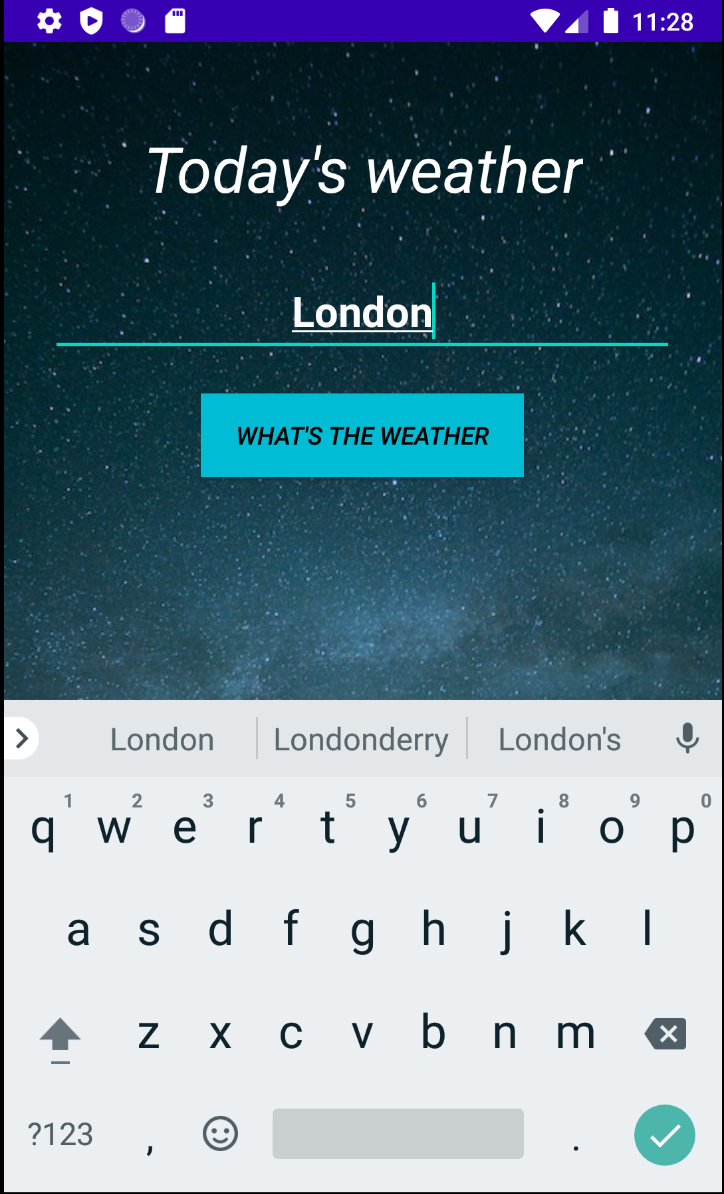 11:28
Today's weather
London
WHAT'S THE WEATHER
London Londonderry London's
1 2 3 4 5 6 7 8 9 0
q w e r t y u i o p
a s d f g h j k l
z x c v b n m
?123 , .